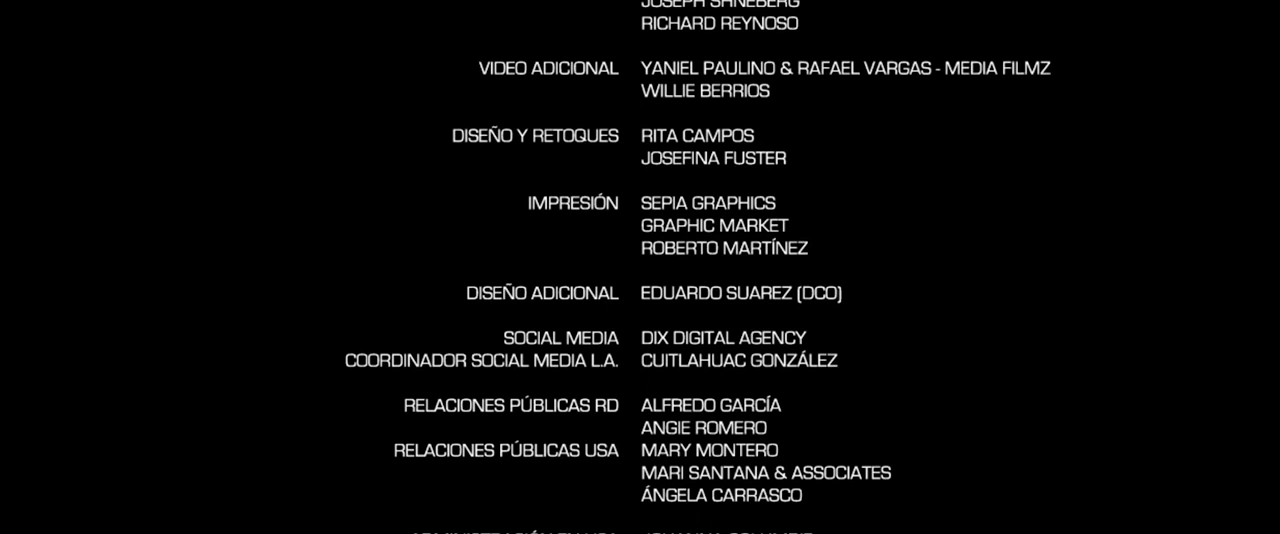 RICHARD REYNOSO
VIDEO ADICIONAL YANIEL PAULINO & RAFAEL VARGAS - MEDIA FILMZ
WILLIE BERRIOS
DISEÑO Y RETOQUES RITA CAMPOS
JOSEFINA FUSTER
IMPRESIÓN SEPIA GRAPHICS
GRAPHIC MARKET
ROBERTO MARTÍNEZ
DISEÑO ADICIONAL EDUARDO SUAREZ (DCO)
SOCIAL MEDIA DIX DIGITAL AGENCY
COORDINADOR SOCIAL MEDIA L.A. CUITLAHUAC GONZÁLEZ
RELACIONES PÚBLICAS RD ALFREDO GARCÍA
ANGIE ROMERO
RELACIONES PÚBLICAS USA MARY MONTERO
MARI SANTANA & ASSOCIATES
ÁNGELA CARRASCO